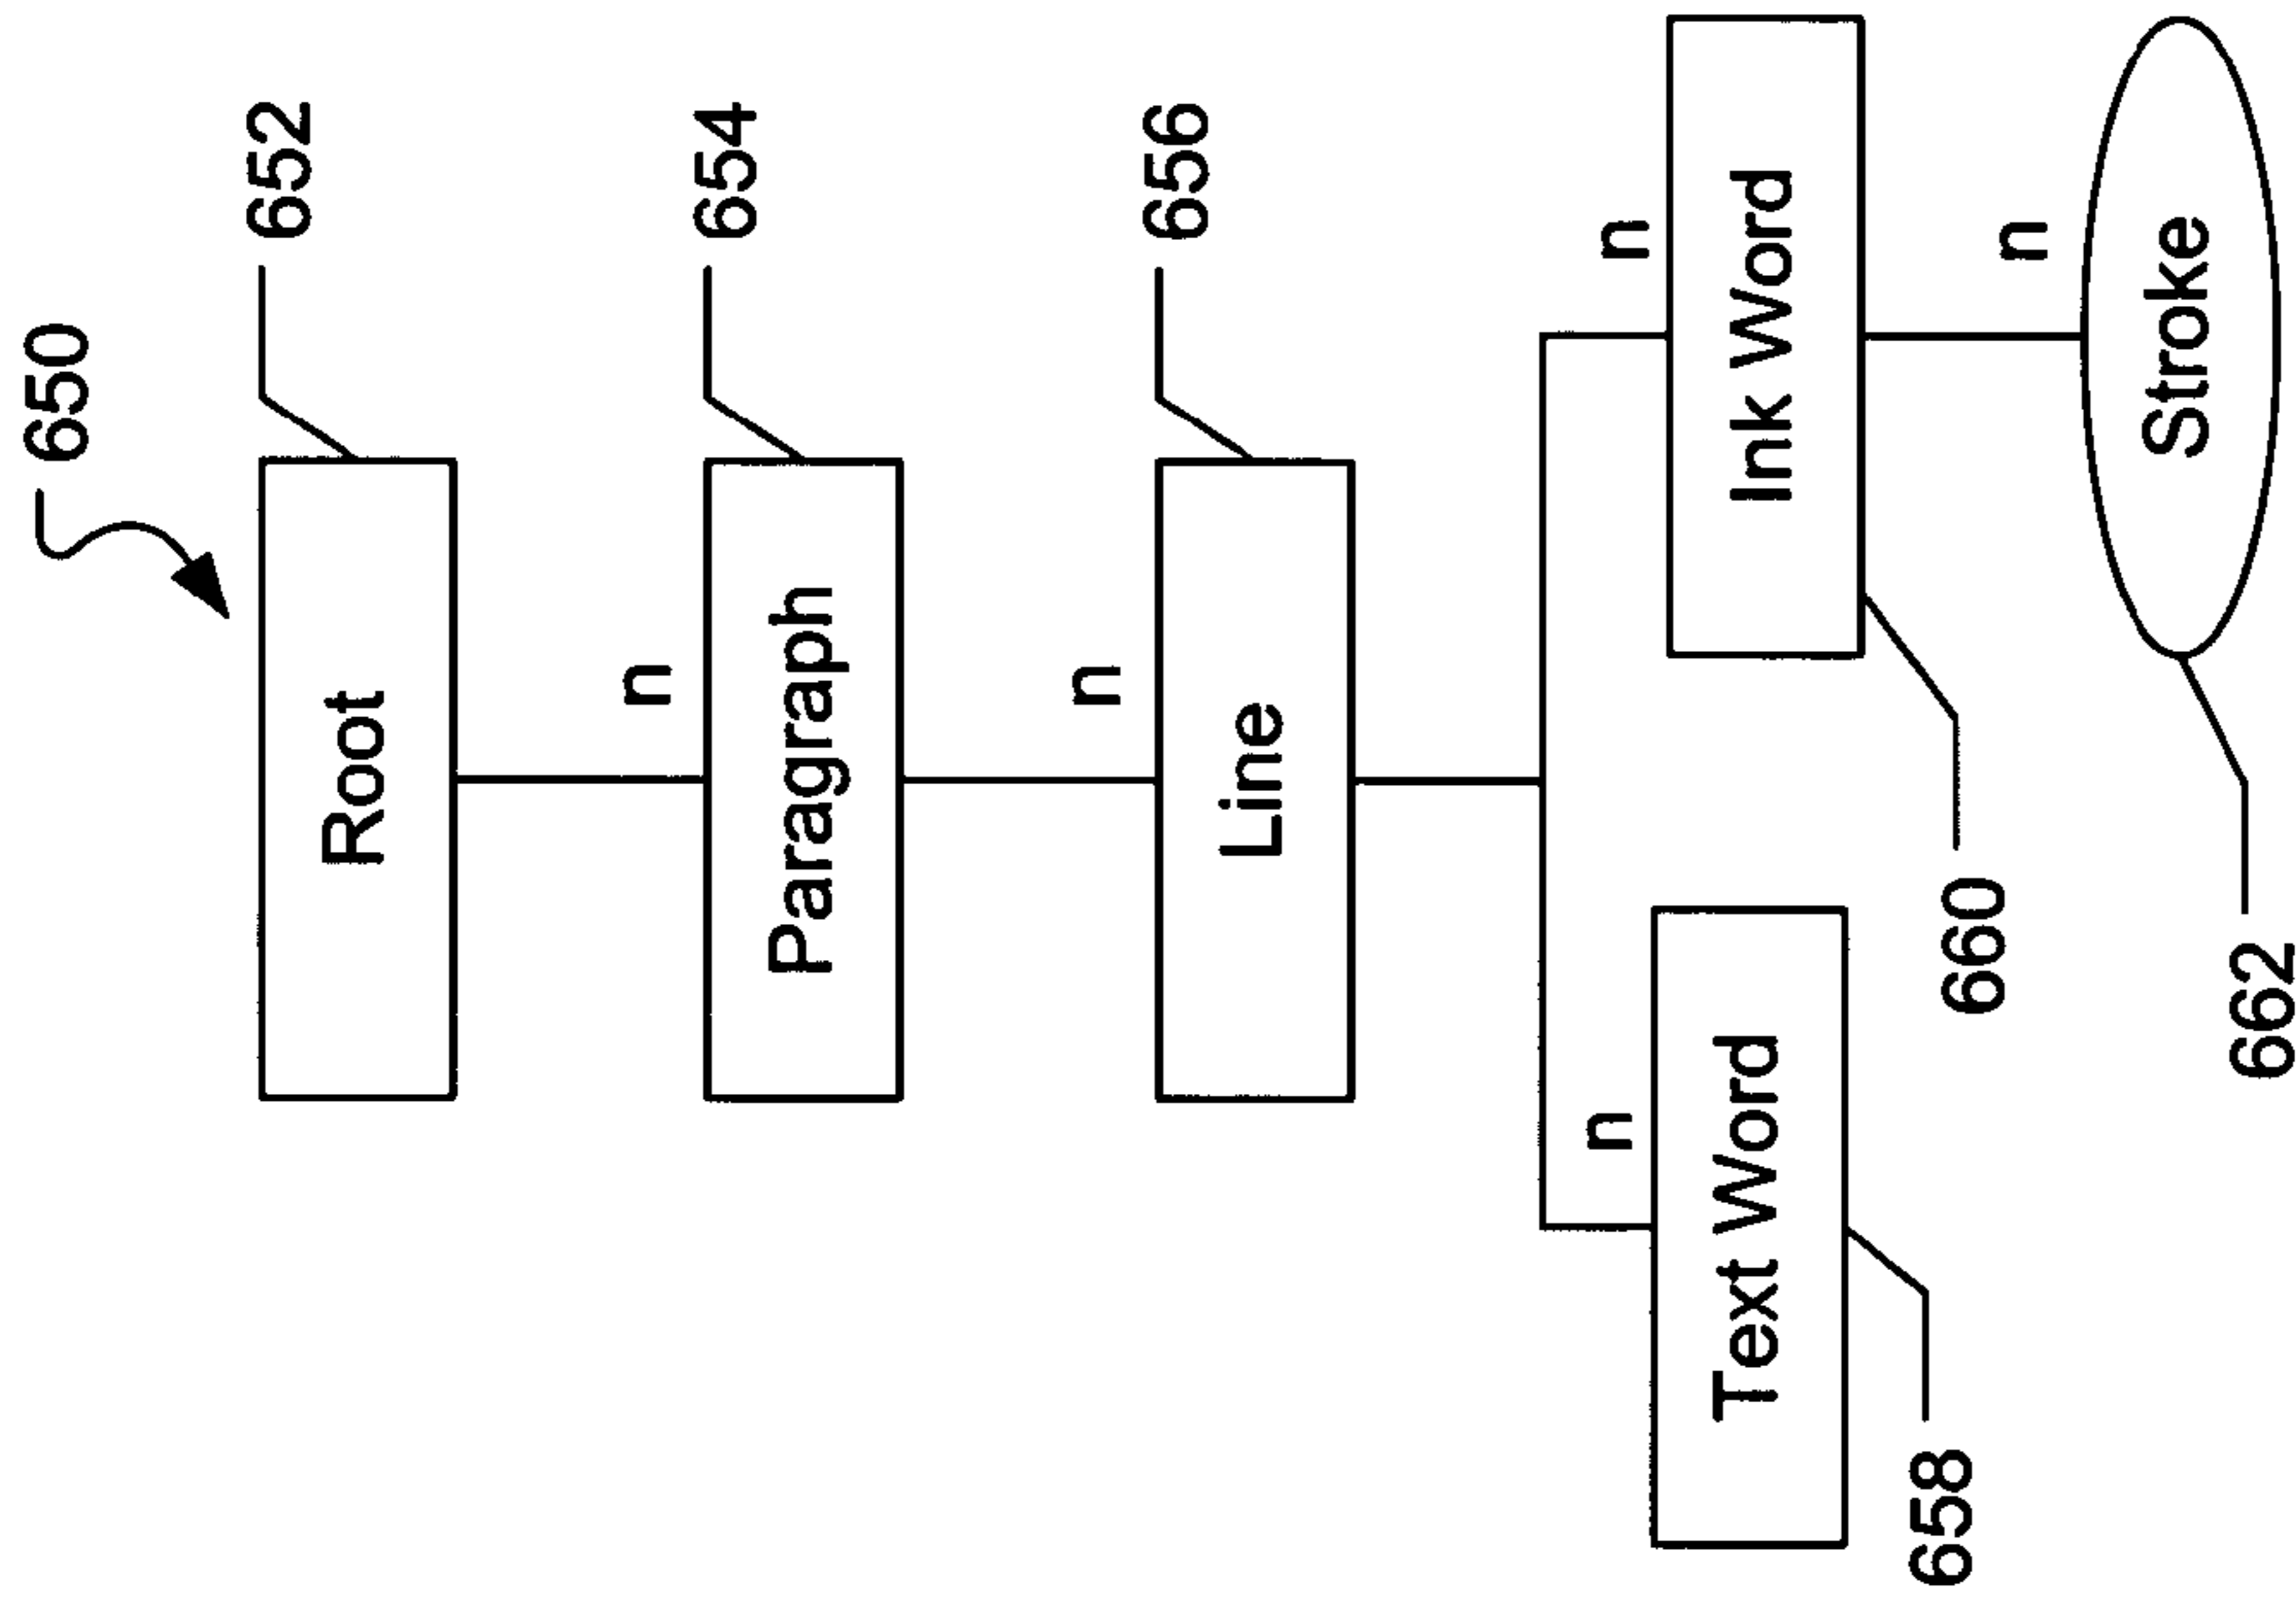 650
Root
652
n
Paragraph
654
n
Line
656
n
Text Word
658
n
Ink Word
660
n
Stroke
662